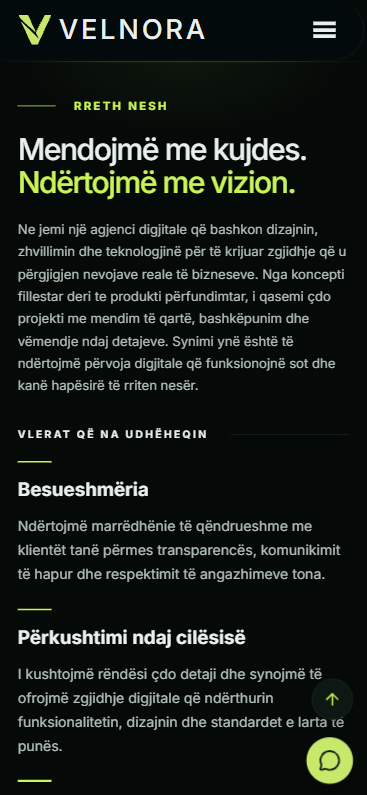 VELNORA
RRETH NESH
Mendojmë me kujdes.
Ndërtojmë me vizion.
Ne jemi një agjenci digjitale që bashkon dizajnin,
zhvillimin dhe teknologjinë për të krijuar zgjidhje që u
përgjigjen nevojave reale të bizneseve. Nga koncepti
fillestar deri te produkti përfundimtar, i qasemi çdo
projekti me mendim të qartë, bashkëpunim dhe
vëmendje ndaj detajeve. Synimi ynë është të
ndërtojmë përvoja digjitale që funksionojnë sot dhe
kanë hapësirë të rriten nesër.
VLERAT QË NA UDHËHEQIN
Besueshmëria
Ndërtojmë marrëdhënie të qëndrueshme me
klientët tanë përmes transparencës, komunikimit
të hapur dhe respektimit të angazhimeve tona.
Përkushtimi ndaj cilësisë
I kushtojmë rëndësi çdo detaji dhe synojmë të
ofrojmë zgjidhje digjitale që ndërthurin
funksionalitetin, dizajnin dhe standardet e larta të
punës.